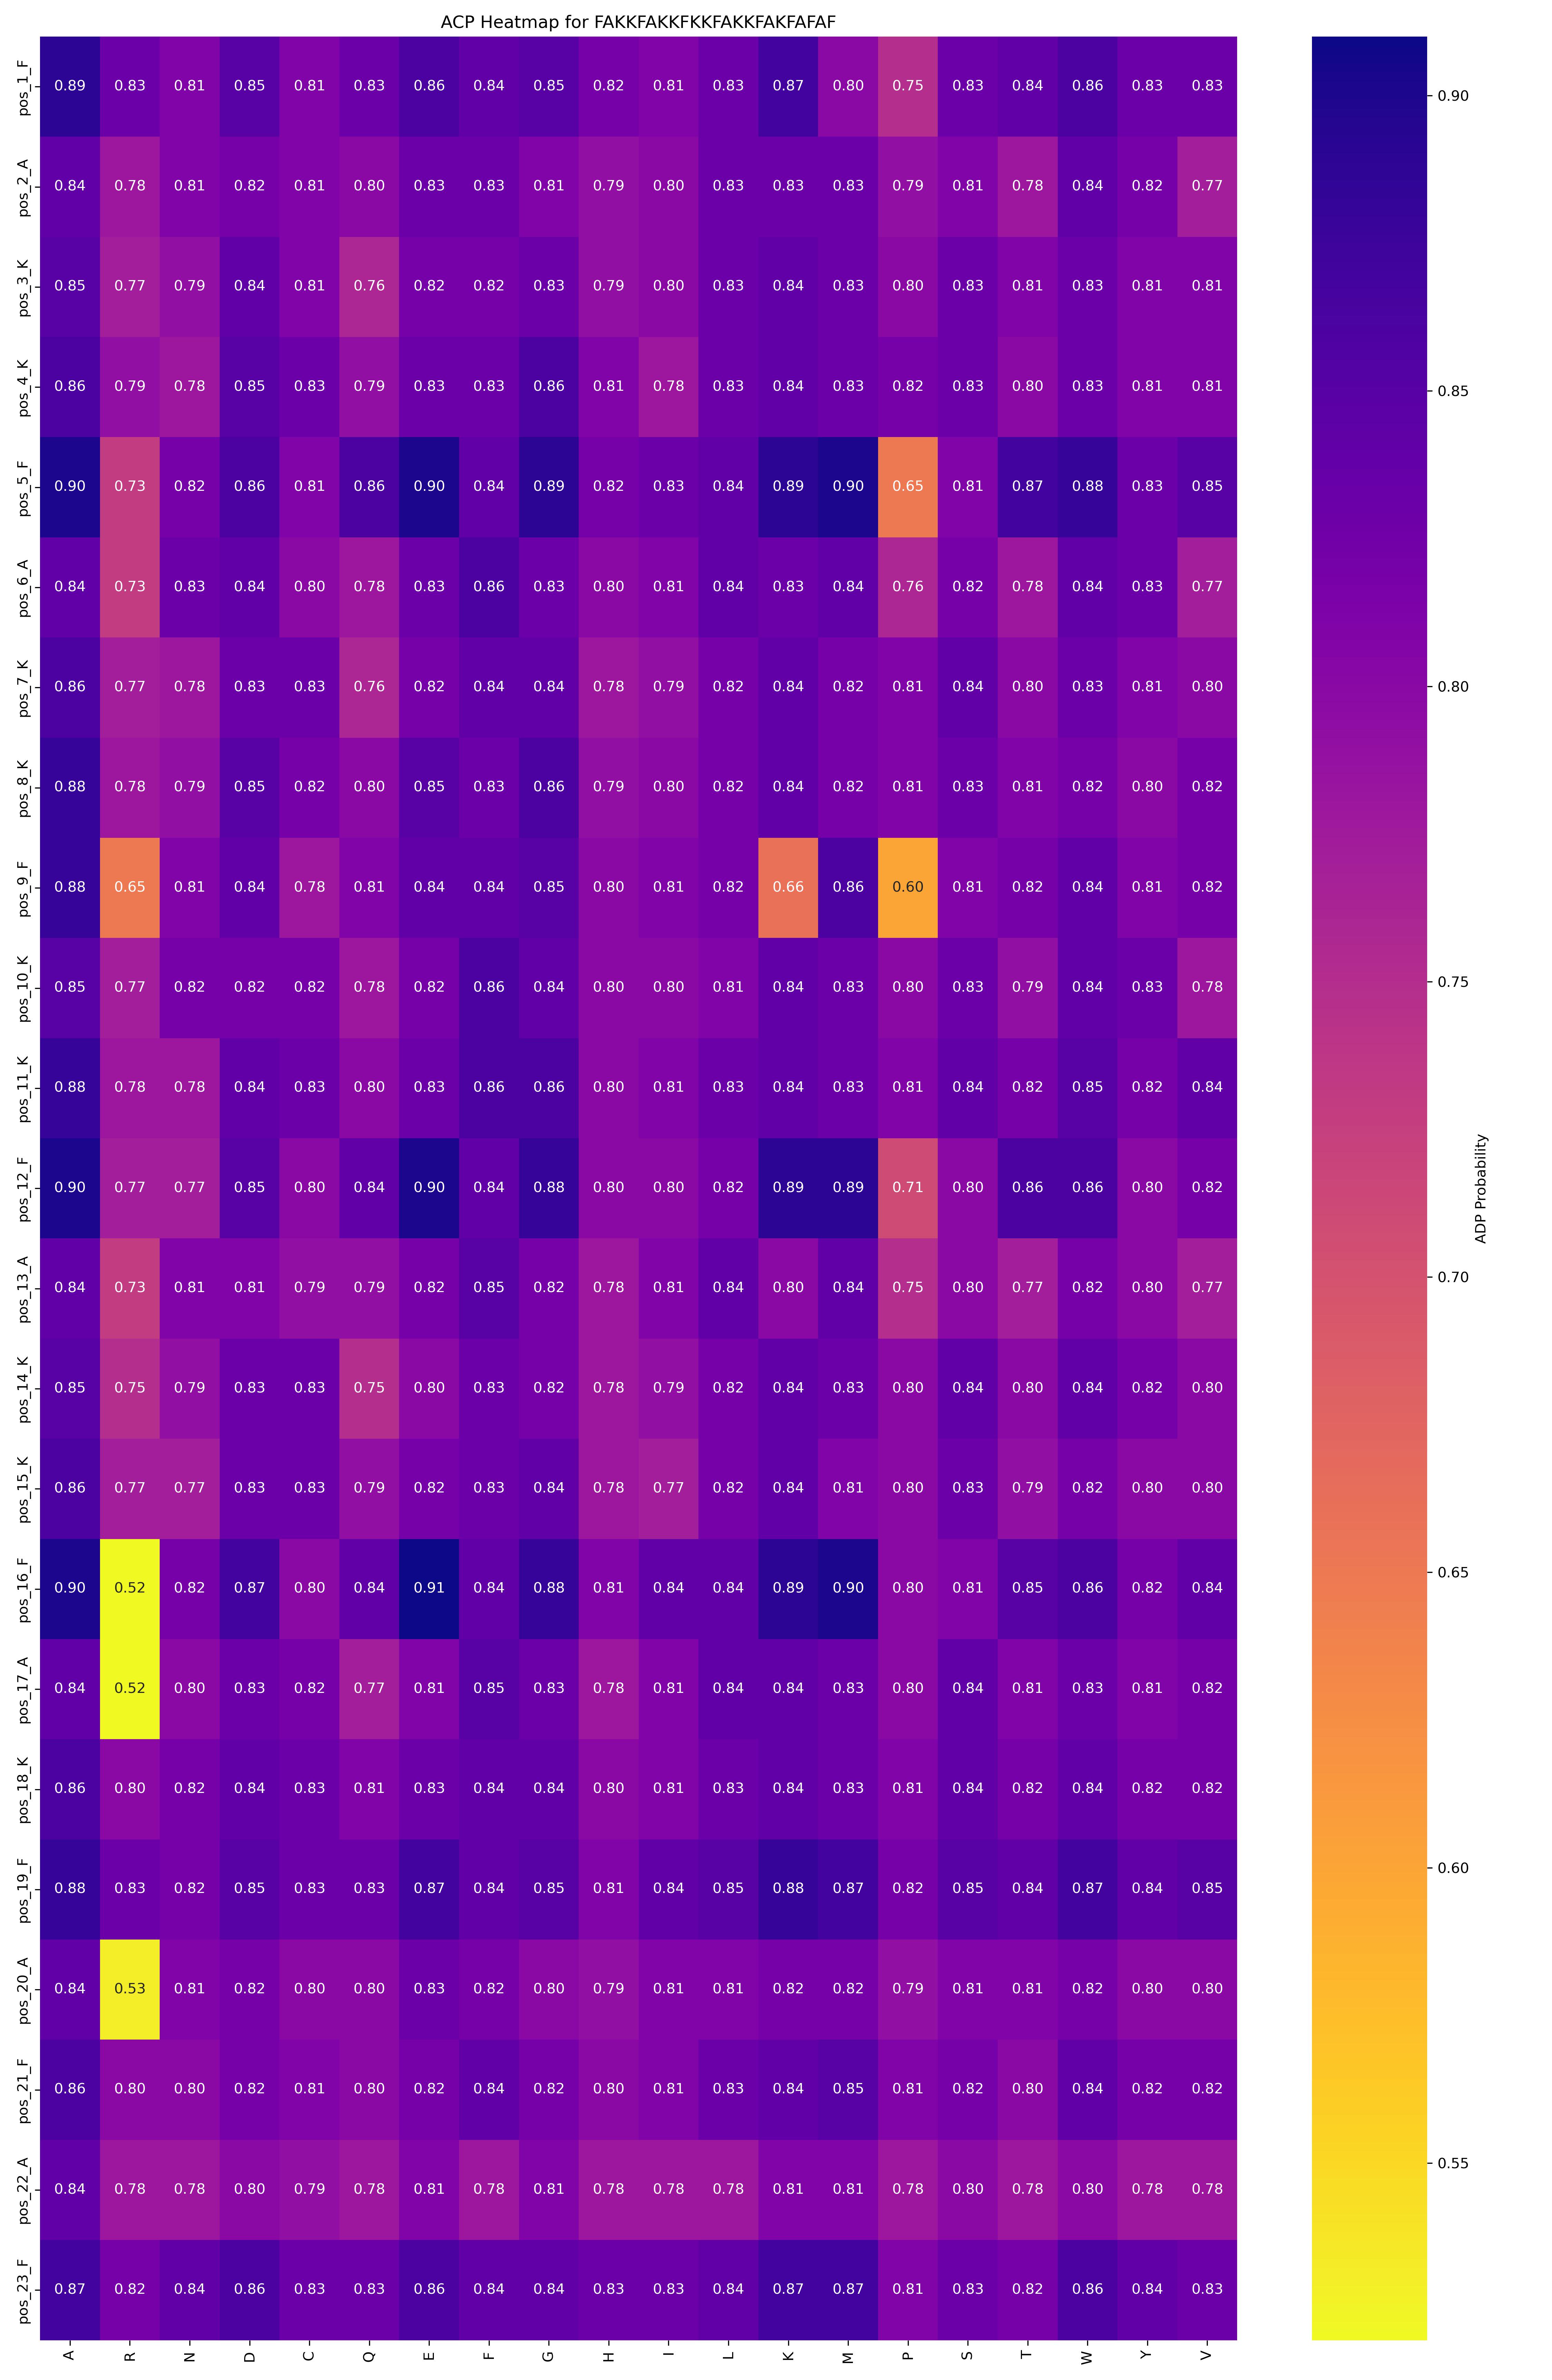 ACP Heatmap for FAKKFAKKFKKFAKKFAKFAFAF
pos_1_F 0.89 0.83 0.81 0.85 0.81 0.83 0.86 0.84 0.85 0.82 0.81 0.83 0.87 0.80 0.75 0.83 0.84 0.86 0.83 0.83
pos_2_A 0.84 0.78 0.81 0.82 0.81 0.80 0.83 0.83 0.81 0.79 0.80 0.83 0.83 0.83 0.79 0.81 0.78 0.84 0.82 0.77
pos_3_K 0.85 0.77 0.79 0.84 0.81 0.76 0.82 0.82 0.83 0.79 0.80 0.83 0.84 0.83 0.80 0.83 0.81 0.83 0.81 0.81
pos_4_K 0.86 0.79 0.78 0.85 0.83 0.79 0.83 0.83 0.86 0.81 0.78 0.83 0.84 0.83 0.82 0.83 0.80 0.83 0.81 0.81
pos_5_F 0.90 0.73 0.82 0.86 0.81 0.86 0.90 0.84 0.89 0.82 0.83 0.84 0.89 0.90 0.65 0.81 0.87 0.88 0.83 0.85
pos_6_A 0.84 0.73 0.83 0.84 0.80 0.78 0.83 0.86 0.83 0.80 0.81 0.84 0.83 0.84 0.76 0.82 0.78 0.84 0.83 0.77
pos_7_K 0.86 0.77 0.78 0.83 0.83 0.76 0.82 0.84 0.84 0.78 0.79 0.82 0.84 0.82 0.81 0.84 0.80 0.83 0.81 0.80
pos_8_K 0.88 0.78 0.79 0.85 0.82 0.80 0.85 0.83 0.86 0.79 0.80 0.82 0.84 0.82 0.81 0.83 0.81 0.82 0.80 0.82
pos_9_F 0.88 0.65 0.81 0.84 0.78 0.81 0.84 0.84 0.85 0.80 0.81 0.82 0.66 0.86 0.60 0.81 0.82 0.84 0.81 0.82
pos_10_K 0.85 0.77 0.82 0.82 0.82 0.78 0.82 0.86 0.84 0.80 0.80 0.81 0.84 0.83 0.80 0.83 0.79 0.84 0.83 0.78
pos_11_K 0.88 0.78 0.78 0.84 0.83 0.80 0.83 0.86 0.86 0.80 0.81 0.83 0.84 0.83 0.81 0.84 0.82 0.85 0.82 0.84
pos_12_F 0.90 0.77 0.77 0.85 0.80 0.84 0.90 0.84 0.88 0.80 0.80 0.82 0.89 0.89 0.71 0.80 0.86 0.86 0.80 0.82
pos_13_A 0.84 0.73 0.81 0.81 0.79 0.79 0.82 0.85 0.82 0.78 0.81 0.84 0.80 0.84 0.75 0.80 0.77 0.82 0.80 0.77
pos_14_K 0.85 0.75 0.79 0.83 0.83 0.75 0.80 0.83 0.82 0.78 0.79 0.82 0.84 0.83 0.80 0.84 0.80 0.84 0.82 0.80
pos_15_K 0.86 0.77 0.77 0.83 0.83 0.79 0.82 0.83 0.84 0.78 0.77 0.82 0.84 0.81 0.80 0.83 0.79 0.82 0.80 0.80
pos_16_F 0.90 0.52 0.82 0.87 0.80 0.84 0.91 0.84 0.88 0.81 0.84 0.84 0.89 0.90 0.80 0.81 0.85 0.86 0.82 0.84
pos_17_A 0.84 0.52 0.80 0.83 0.82 0.77 0.81 0.85 0.83 0.78 0.81 0.84 0.84 0.83 0.80 0.84 0.81 0.83 0.81 0.82
pos_18_K 0.86 0.80 0.82 0.84 0.83 0.81 0.83 0.84 0.84 0.80 0.81 0.83 0.84 0.83 0.81 0.84 0.82 0.84 0.82 0.82
pos_19_F 0.88 0.83 0.82 0.85 0.83 0.83 0.87 0.84 0.85 0.81 0.84 0.85 0.88 0.87 0.82 0.85 0.84 0.87 0.84 0.85
pos_20_A 0.84 0.53 0.81 0.82 0.80 0.80 0.83 0.82 0.80 0.79 0.81 0.81 0.82 0.82 0.79 0.81 0.81 0.82 0.80 0.80
pos_21_F 0.86 0.80 0.80 0.82 0.81 0.80 0.82 0.84 0.82 0.80 0.81 0.83 0.84 0.85 0.81 0.82 0.80 0.84 0.82 0.82
pos_22_A 0.84 0.78 0.78 0.80 0.79 0.78 0.81 0.78 0.81 0.78 0.78 0.78 0.81 0.81 0.78 0.80 0.78 0.80 0.78 0.78
pos_23_F 0.87 0.82 0.84 0.86 0.83 0.83 0.86 0.84 0.84 0.83 0.83 0.84 0.87 0.87 0.81 0.83 0.82 0.86 0.84 0.83
A R N D C Q E F G H I L K M P S T W Y V
0.90
0.85
0.80
0.75
0.70
0.65
0.60
0.55
ADP Probability